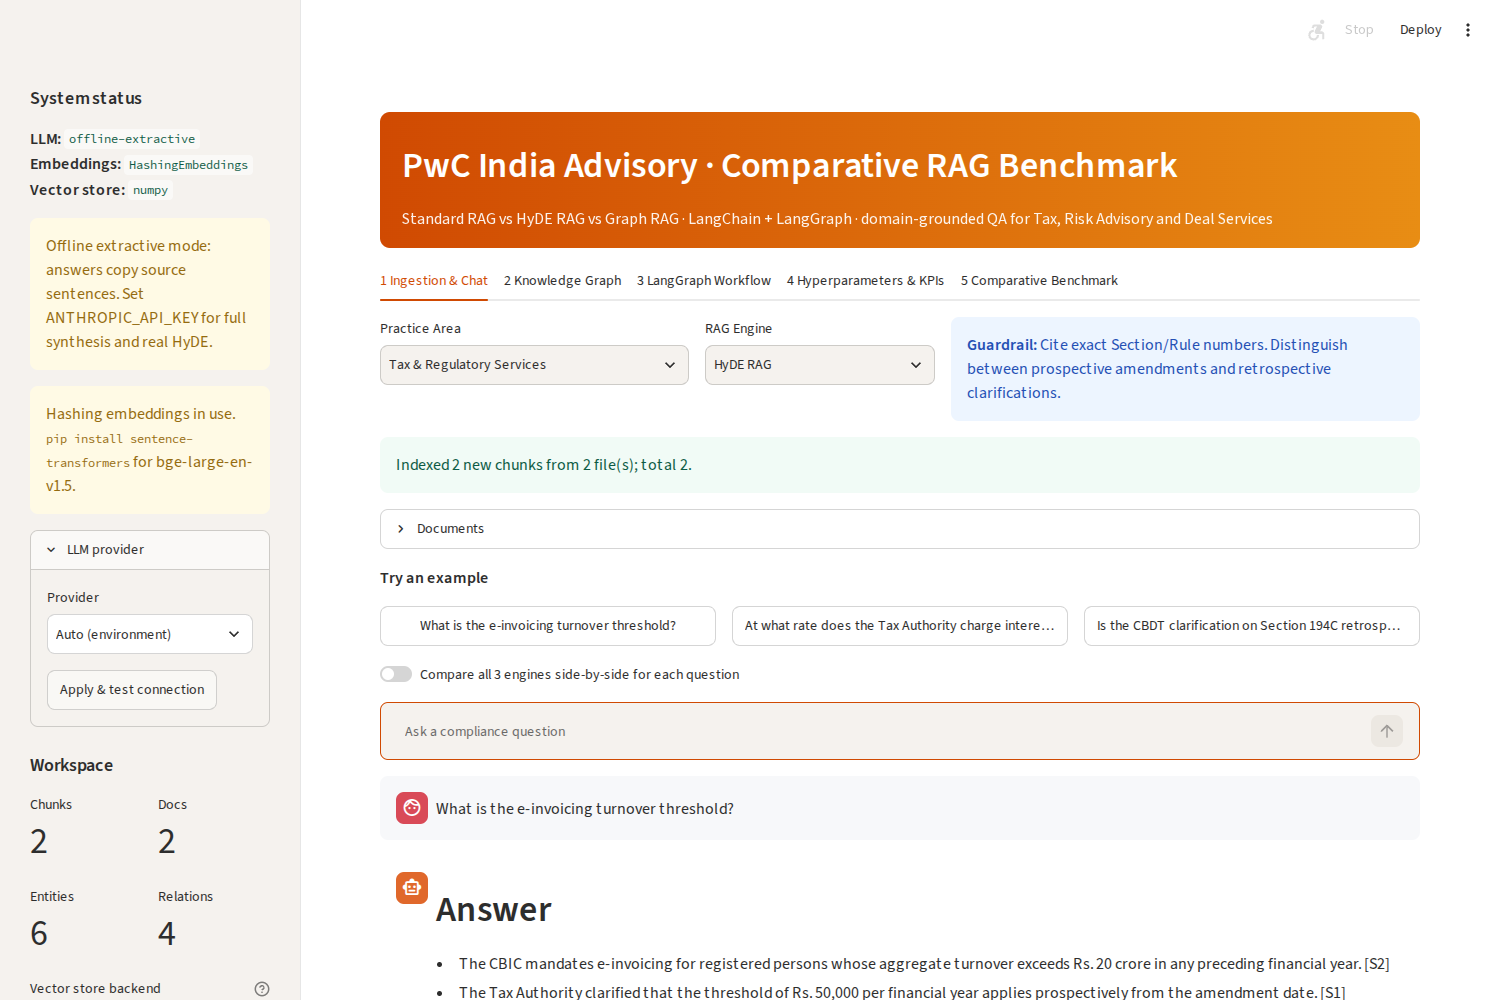 Stop
Deploy
System status
LLM: offline-extractive
Embeddings: HashingEmbeddings
Vector store: numpy
Offline extractive mode:
answers copy source
sentences. Set
ANTHROPIC_API_KEY for full
synthesis and real HyDE.
Hashing embeddings in use.
pip install sentence-
transformers for bge-large-en-
v1.5.
LLM provider
Provider
Auto (environment)
Apply & test connection
Workspace
Chunks
Docs
2
2
Entities
Relations
6
4
Vector store backend
PwC India Advisory · Comparative RAG Benchmark
Standard RAG vs HyDE RAG vs Graph RAG · LangChain + LangGraph · domain-grounded QA for Tax, Risk Advisory and Deal Services
1 Ingestion & Chat
2 Knowledge Graph
3 LangGraph Workflow
4 Hyperparameters & KPIs
5 Comparative Benchmark
Practice Area
Tax & Regulatory Services
RAG Engine
HyDE RAG
Guardrail: Cite exact Section/Rule numbers. Distinguish
between prospective amendments and retrospective
clarifications.
Indexed 2 new chunks from 2 file(s); total 2.
Documents
Try an example
What is the e-invoicing turnover threshold?
At what rate does the Tax Authority charge intere…
Is the CBDT clarification on Section 194C retrosp…
Compare all 3 engines side-by-side for each question
Ask a compliance question
What is the e-invoicing turnover threshold?
Answer
• The CBIC mandates e-invoicing for registered persons whose aggregate turnover exceeds Rs. 20 crore in any preceding financial year. [S2]
• The Tax Authority clarified that the threshold of Rs. 50,000 per financial year applies prospectively from the amendment date. [S1]